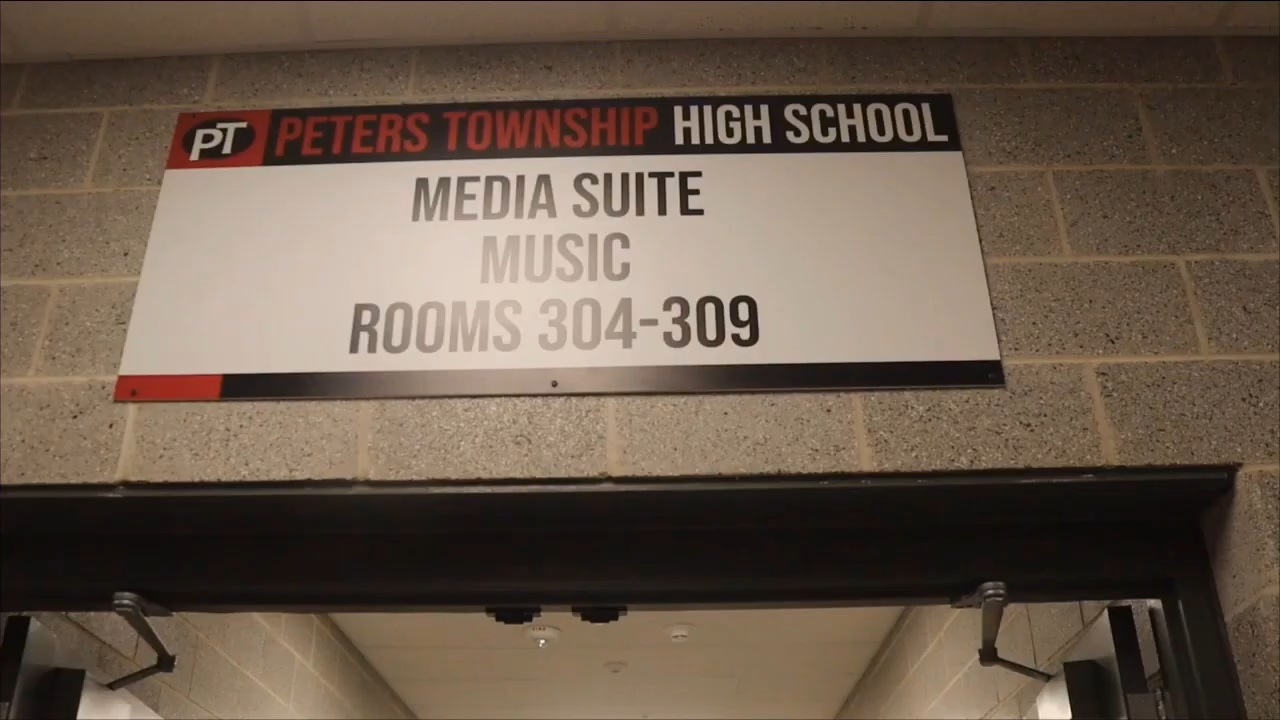 PT PETERS TOWNSHIP HIGH SCHOOL
MEDIA SUITE
MUSIC
ROOMS 304-309